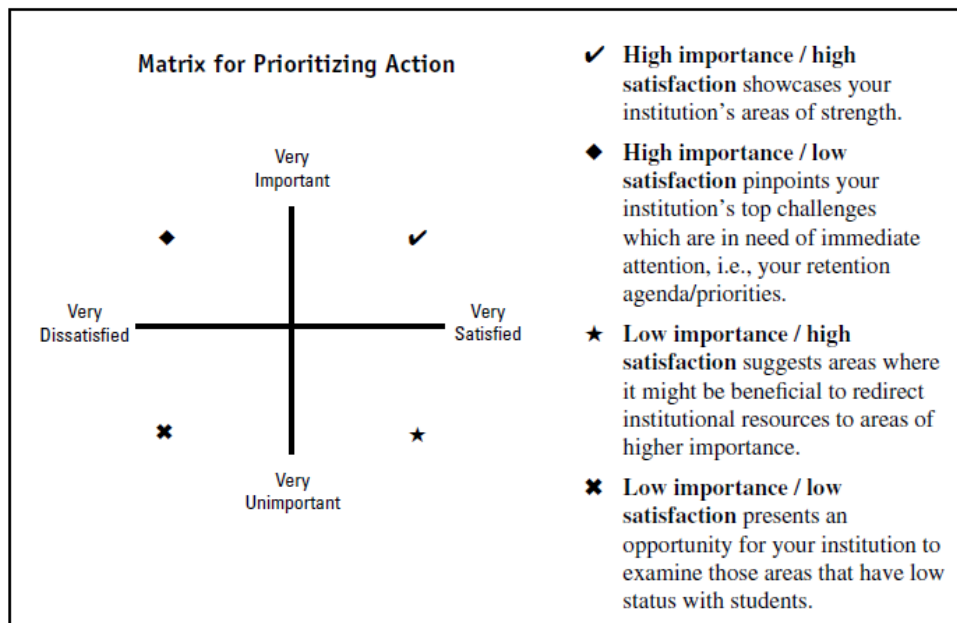 Matrix for Prioritizing Action
Very
Important
Very
Dissatisfied
Very
Satisfied
Very
Unimportant
✔ High importance / high
satisfaction showcases your
institution’s areas of strength.
◆ High importance / low
satisfaction pinpoints your
institution’s top challenges
which are in need of immediate
attention, i.e., your retention
agenda/priorities.
★ Low importance / high
satisfaction suggests areas where
it might be beneficial to redirect
institutional resources to areas of
higher importance.
✖ Low importance / low
satisfaction presents an
opportunity for your institution to
examine those areas that have low
status with students.